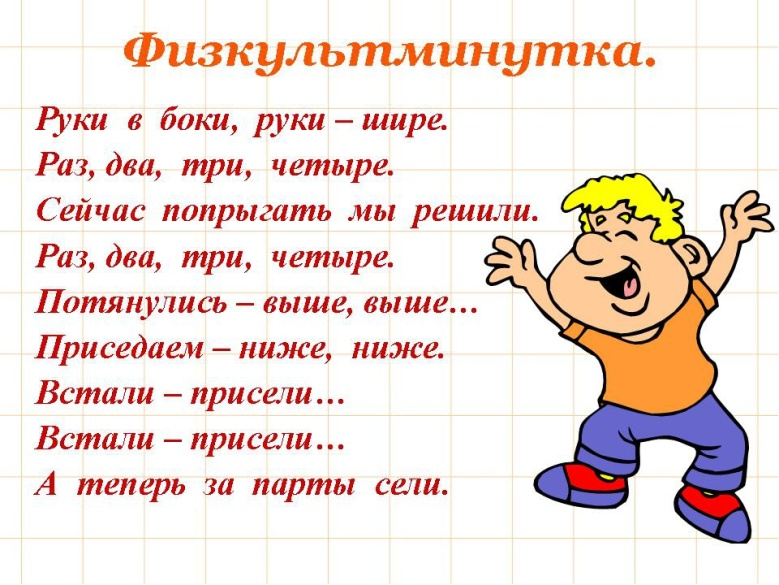 Физкультминутка.
Руки в боки, руки – шире.
Раз, два, три, четыре.
Сейчас попрыгать мы решили.
Раз, два, три, четыре.
Потянулись – выше, выше…
Приседаем – ниже, ниже.
Встали – присели…
Встали – присели…
А теперь за парты сели.